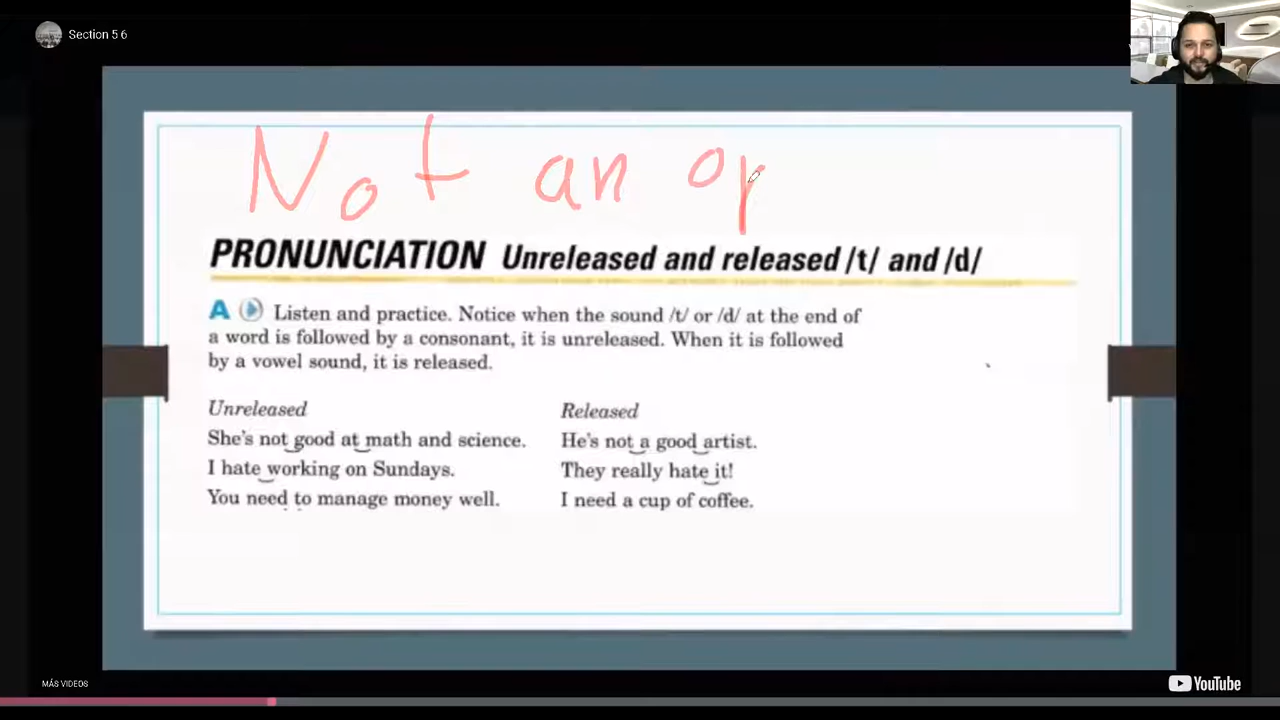 Section 5 6
Not an op
PRONUNCIATION Unreleased and released /t/ and /d/
A Listen and practice. Notice when the sound /t/ or /d/ at the end of
a word is followed by a consonant, it is unreleased. When it is followed
by a vowel sound, it is released.
Unreleased
She's not good at math and science.
I hate working on Sundays.
You need to manage money well.
Released
He's not a good artist.
They really hate it!
I need a cup of coffee.
MÁS VIDEOS
YouTube